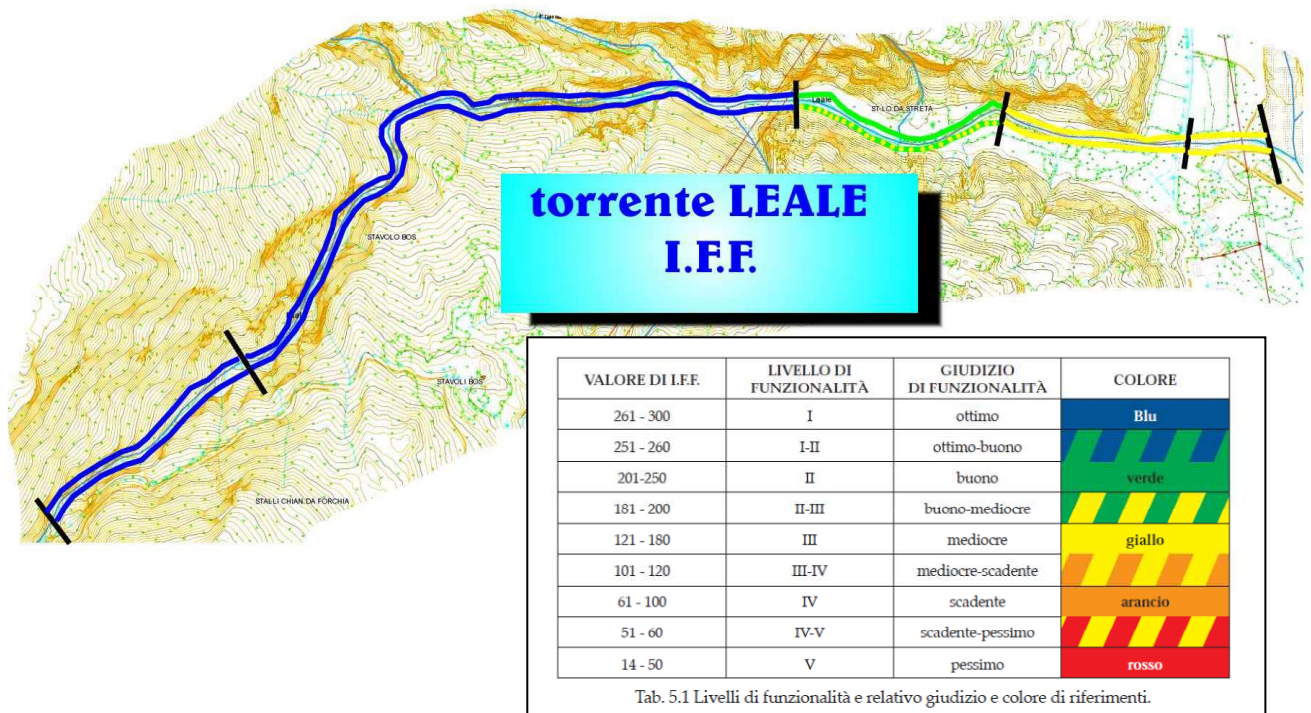 Leale
ST.LO DA STRETA
torrente LEALE
I.F.F.
STAVOLO BOS
STAVOLI BOS
STALLI CHIAN DA FORCHIA
VALORE DI I.F.F. LIVELLO DI FUNZIONALITÀ GIUDIZIO DI FUNZIONALITÀ COLORE
261 - 300 I ottimo Blu
251 - 260 I-II ottimo-buono
201-250 II buono verde
181 - 200 II-III buono-mediocre
121 - 180 III mediocre giallo
101 - 120 III-IV mediocre-scadente
61 - 100 IV scadente arancio
51 - 60 IV-V scadente-pessimo
14 - 50 V pessimo rosso
Tab. 5.1 Livelli di funzionalità e relativo giudizio e colore di riferimenti.